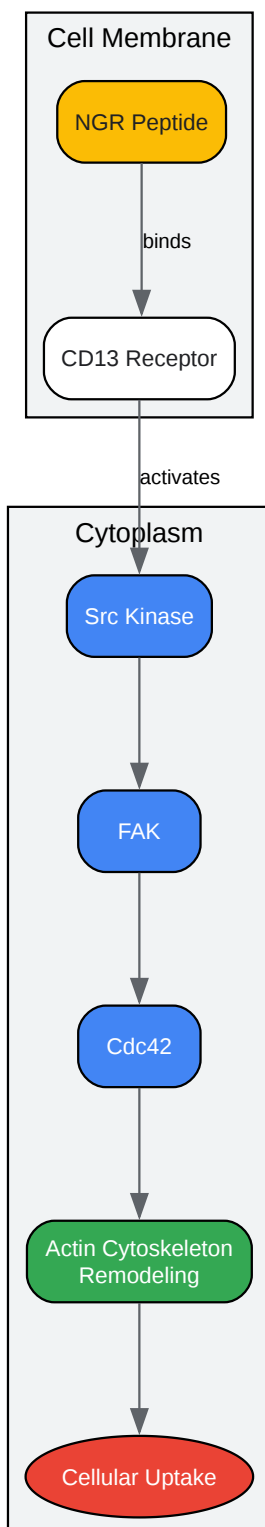 Cell Membrane
NGR Peptide
binds
CD13 Receptor
activates
Cytoplasm
Src Kinase
FAK
Cdc42
Actin Cytoskeleton
Remodeling
Cellular Uptake